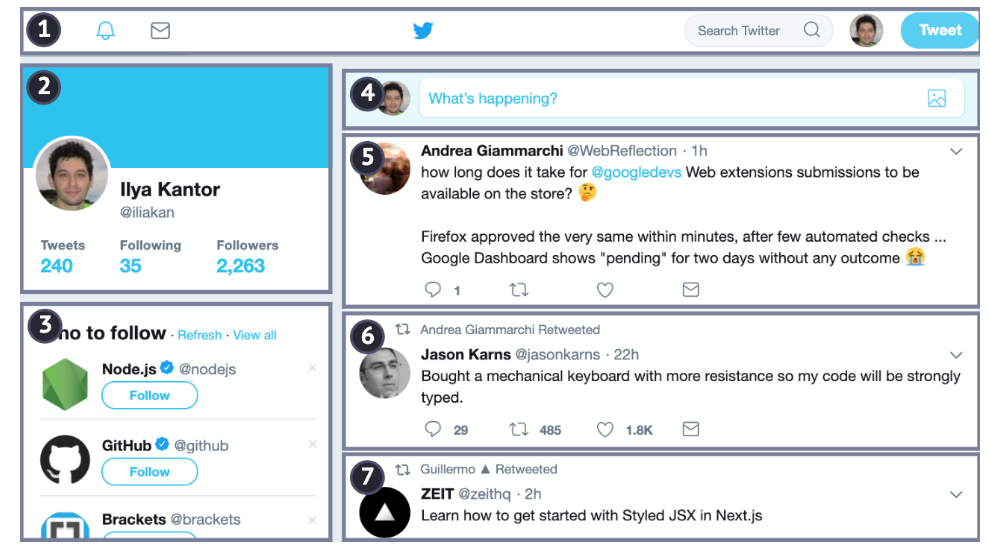 1
Search Twitter
Tweet
2
Ilya Kantor
@iliakan
Tweets Following Followers
240 35 2,263
3
ho to follow · Refresh · View all
Node.js @nodejs
Follow
GitHub @github
Follow
Brackets @brackets
4
What's happening?
5
Andrea Giammarchi @WebReflection · 1h
how long does it take for @googledevs Web extensions submissions to be
available on the store? 🤔
Firefox approved the very same within minutes, after few automated checks ...
Google Dashboard shows "pending" for two days without any outcome 😭
1
6
Andrea Giammarchi Retweeted
Jason Karns @jasonkarns · 22h
Bought a mechanical keyboard with more resistance so my code will be strongly
typed.
29 485 1.8K
7
Guillermo ▲ Retweeted
ZEIT @zeithq · 2h
Learn how to get started with Styled JSX in Next.js